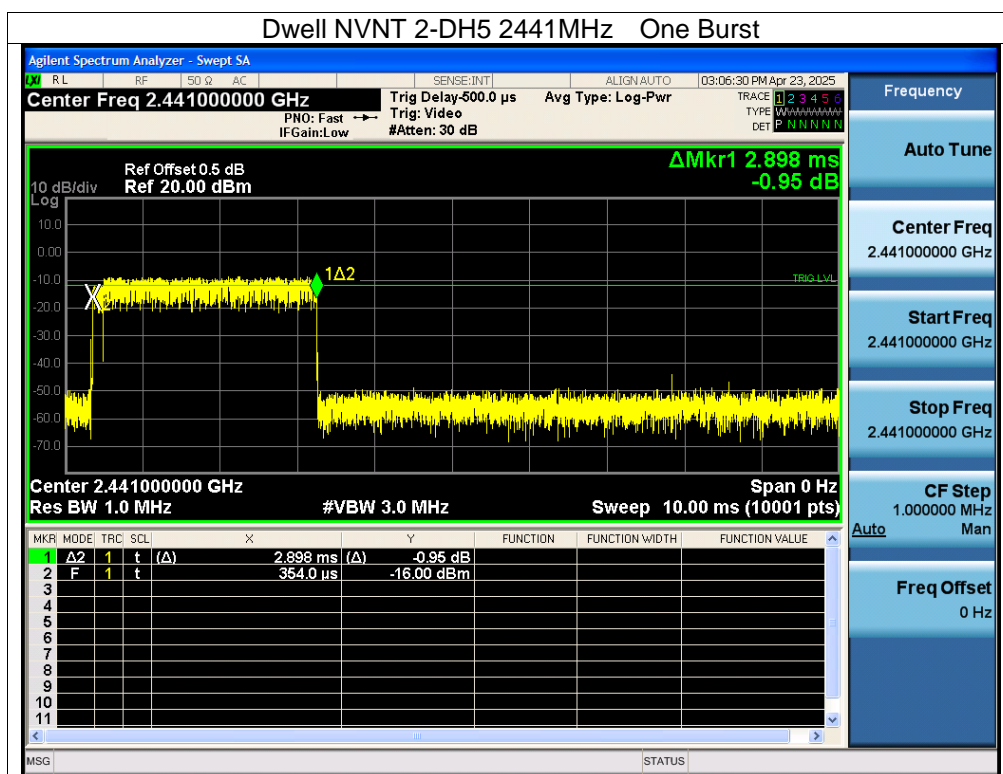 Dwell NVNT 2-DH5 2441MHz One Burst
Agilent Spectrum Analyzer - Swept SA
LXI RL RF 50 Ω AC SENSE:INT ALIGN AUTO 03:06:30 PM Apr 23, 2025
Center Freq 2.441000000 GHz Trig Delay-500.0 µs Avg Type: Log-Pwr TRACE 1 2 3 4 5 6
PNO: Fast Trig: Video TYPE WWWWWW
IFGain:Low #Atten: 30 dB DET P N N N N N
Frequency
Auto Tune
Center Freq
2.441000000 GHz
Start Freq
2.441000000 GHz
Stop Freq
2.441000000 GHz
CF Step
1.000000 MHz
Auto Man
Freq Offset
0 Hz
ΔMkr1 2.898 ms
-0.95 dB
Ref Offset 0.5 dB
10 dB/div Ref 20.00 dBm
Log
10.0
0.00
-10.0
-20.0
-30.0
-40.0
-50.0
-60.0
-70.0
1Δ2
2
TRIG LVL
Center 2.441000000 GHz Span 0 Hz
Res BW 1.0 MHz #VBW 3.0 MHz Sweep 10.00 ms (10001 pts)
MKR MODE TRC SCL X Y FUNCTION FUNCTION WIDTH FUNCTION VALUE
1 Δ2 1 t (Δ) 2.898 ms (Δ) -0.95 dB
2 F 1 t 354.0 µs -16.00 dBm
3
4
5
6
7
8
9
10
11
MSG STATUS